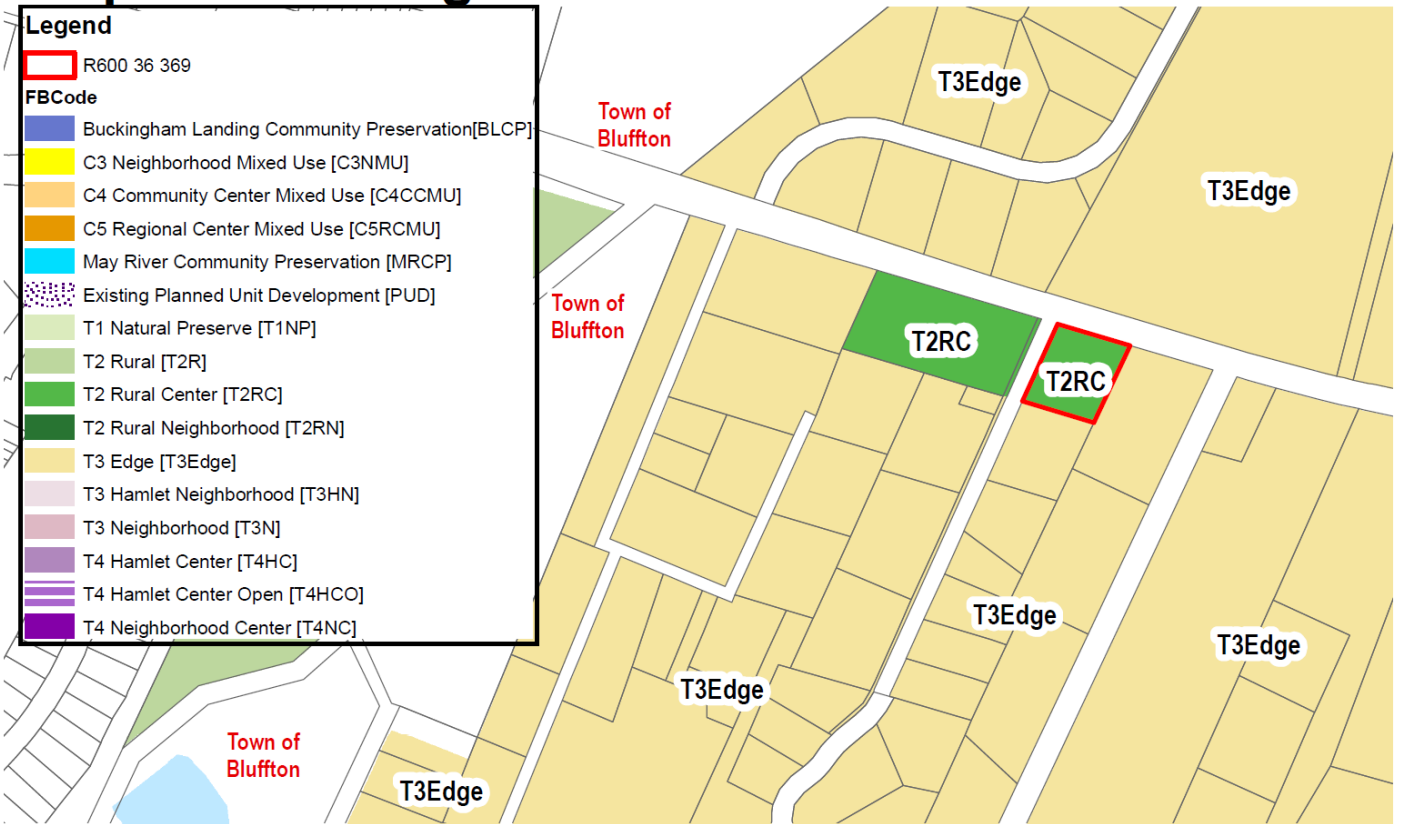 Legend
R600 36 369
FBCode
Buckingham Landing Community Preservation[BLCP]
C3 Neighborhood Mixed Use [C3NMU]
C4 Community Center Mixed Use [C4CCMU]
C5 Regional Center Mixed Use [C5RCMU]
May River Community Preservation [MRCP]
Existing Planned Unit Development [PUD]
T1 Natural Preserve [T1NP]
T2 Rural [T2R]
T2 Rural Center [T2RC]
T2 Rural Neighborhood [T2RN]
T3 Edge [T3Edge]
T3 Hamlet Neighborhood [T3HN]
T3 Neighborhood [T3N]
T4 Hamlet Center [T4HC]
T4 Hamlet Center Open [T4HCO]
T4 Neighborhood Center [T4NC]
T3Edge
Town of
Bluffton
T3Edge
Town of
Bluffton
T2RC
T2RC
T3Edge
T3Edge
T3Edge
Town of
Bluffton
T3Edge